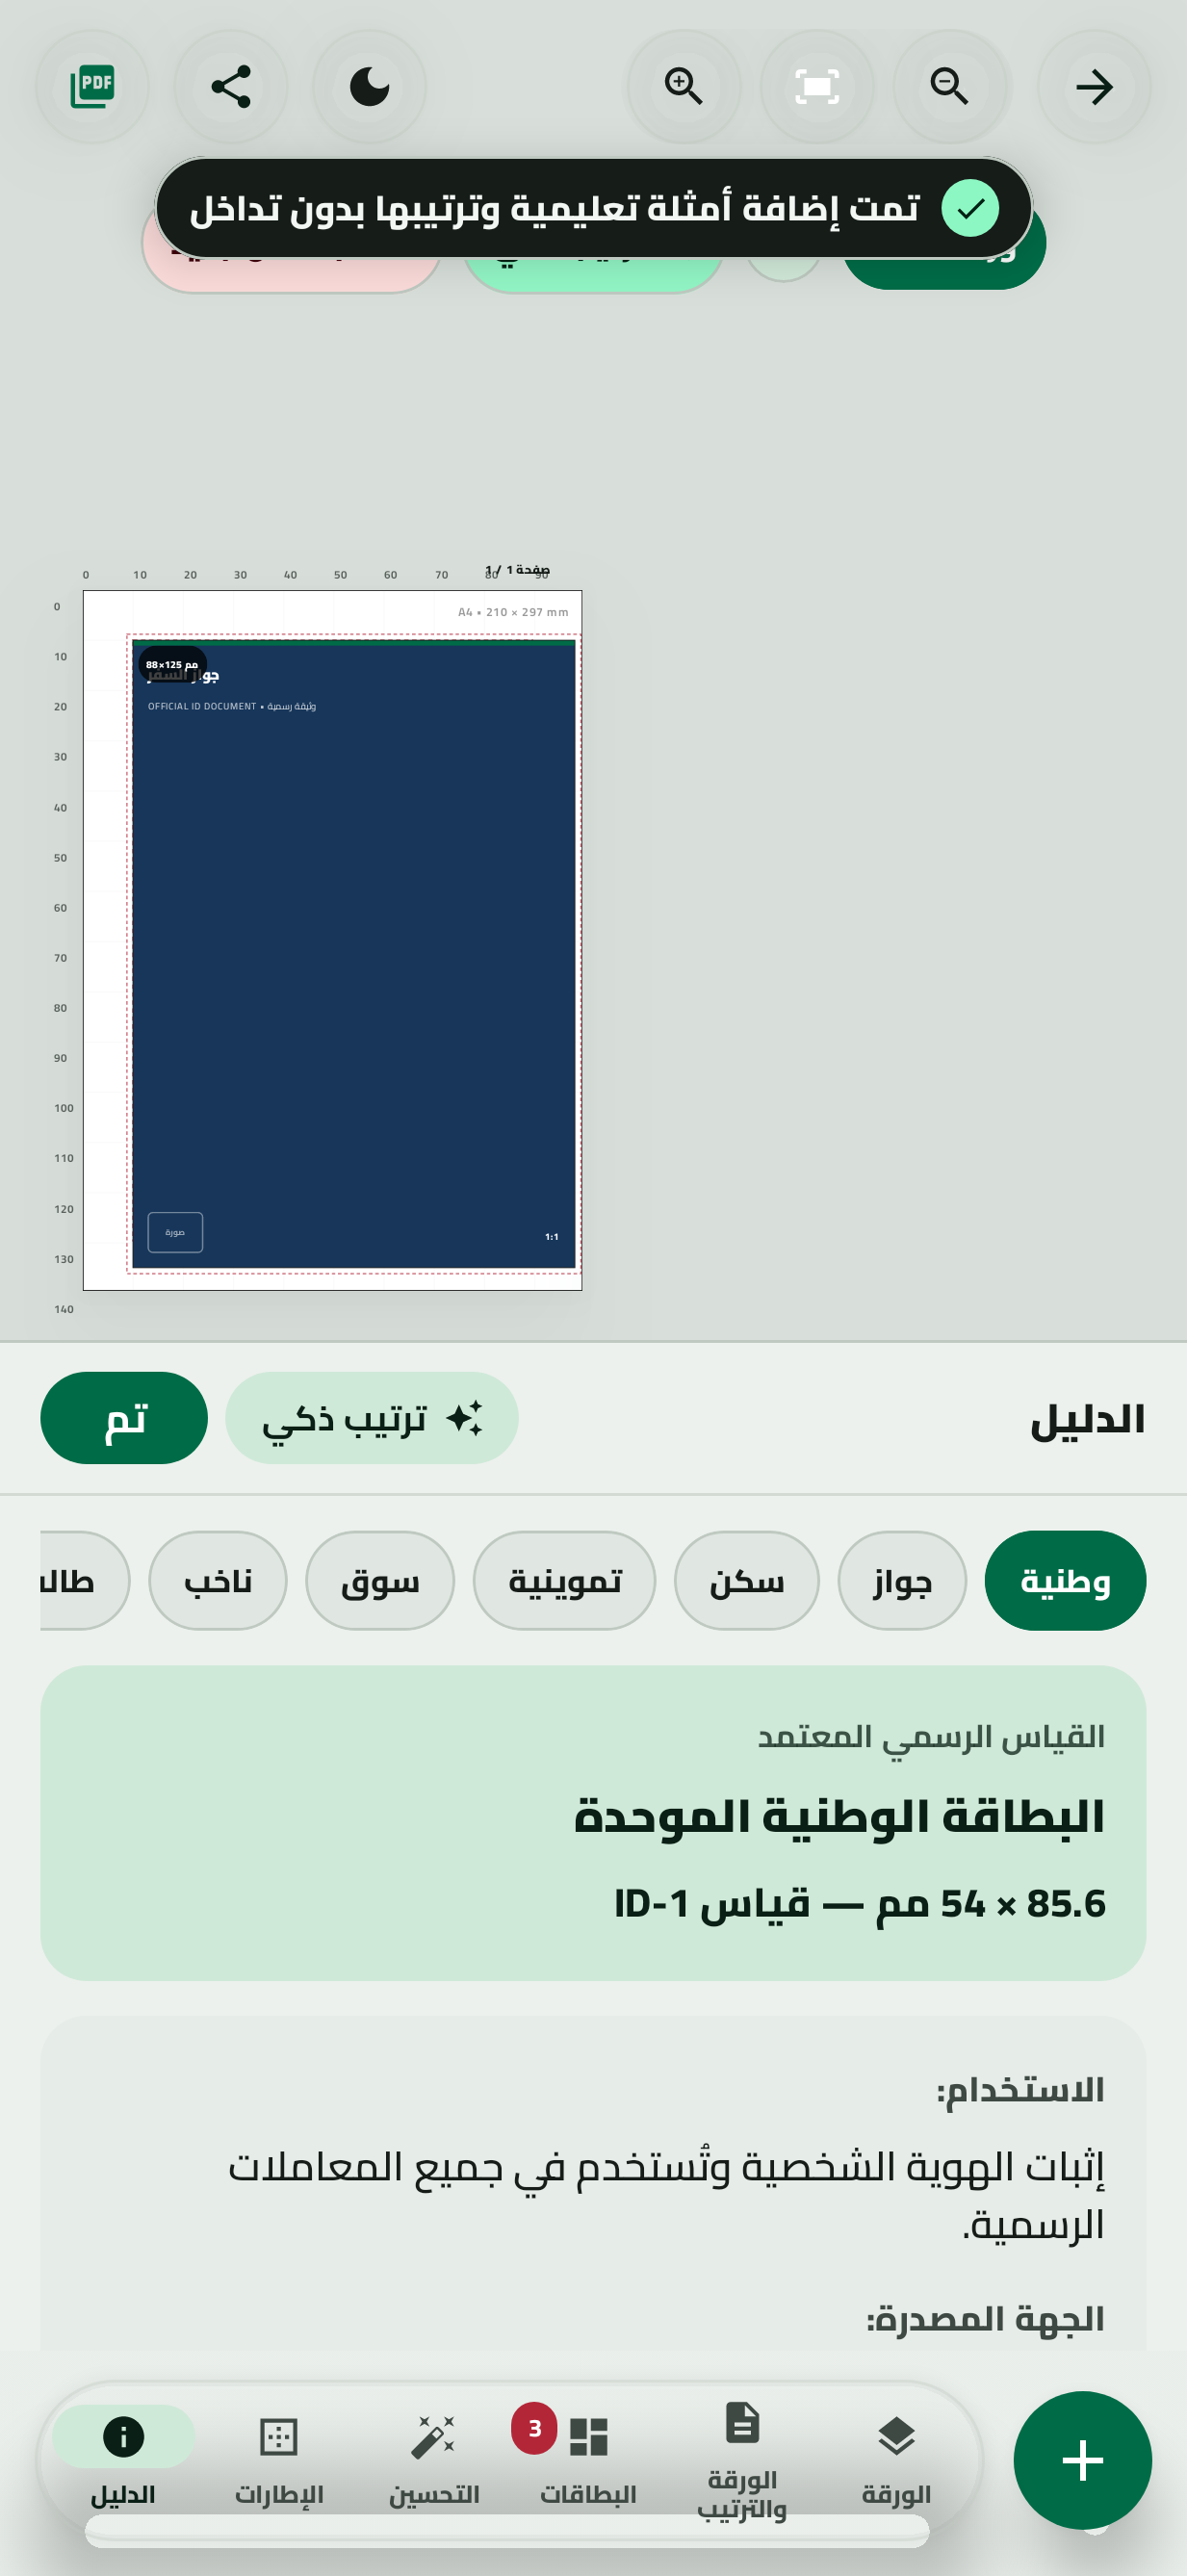 PDF
تمت إضافة أمثلة تعليمية وترتيبها بدون تداخل
صفحة 1 / 1
0 10 20 30 40 50 60 70 80 90
A4 • 210 × 297 mm
0
10
20
30
40
50
60
70
80
90
100
110
120
130
140
88×125 مم
جواز السفر
OFFICIAL ID DOCUMENT • وثيقة رسمية
صورة
1:1
الدليل
ترتيب ذكي
تم
وطنية
جواز
سكن
تموينية
سوق
ناخب
القياس الرسمي المعتمد
البطاقة الوطنية الموحدة
85.6 × 54 مم — قياس ID-1
الاستخدام:
إثبات الهوية الشخصية وتُستخدم في جميع المعاملات
الرسمية.
الجهة المصدرة:
الورقة
الورقة
والترتيب
البطاقات
3
التحسين
الإطارات
الدليل